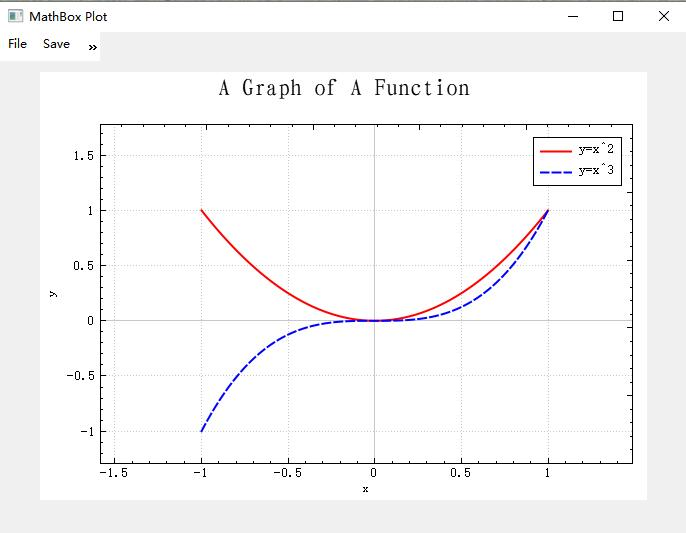 MathBox Plot
File Save »
A Graph of A Function
y=x^2
y=x^3
1.5
1
0.5
0
-0.5
-1
y
-1.5 -1 -0.5 0 0.5 1
x